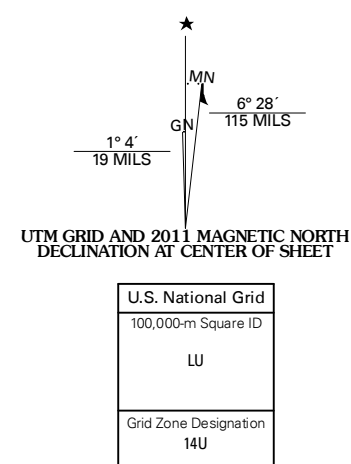 ★
MN
GN
6° 28´
115 MILS
1° 4´
19 MILS
UTM GRID AND 2011 MAGNETIC NORTH
DECLINATION AT CENTER OF SHEET
U.S. National Grid
100,000-m Square ID
LU
Grid Zone Designation
14U